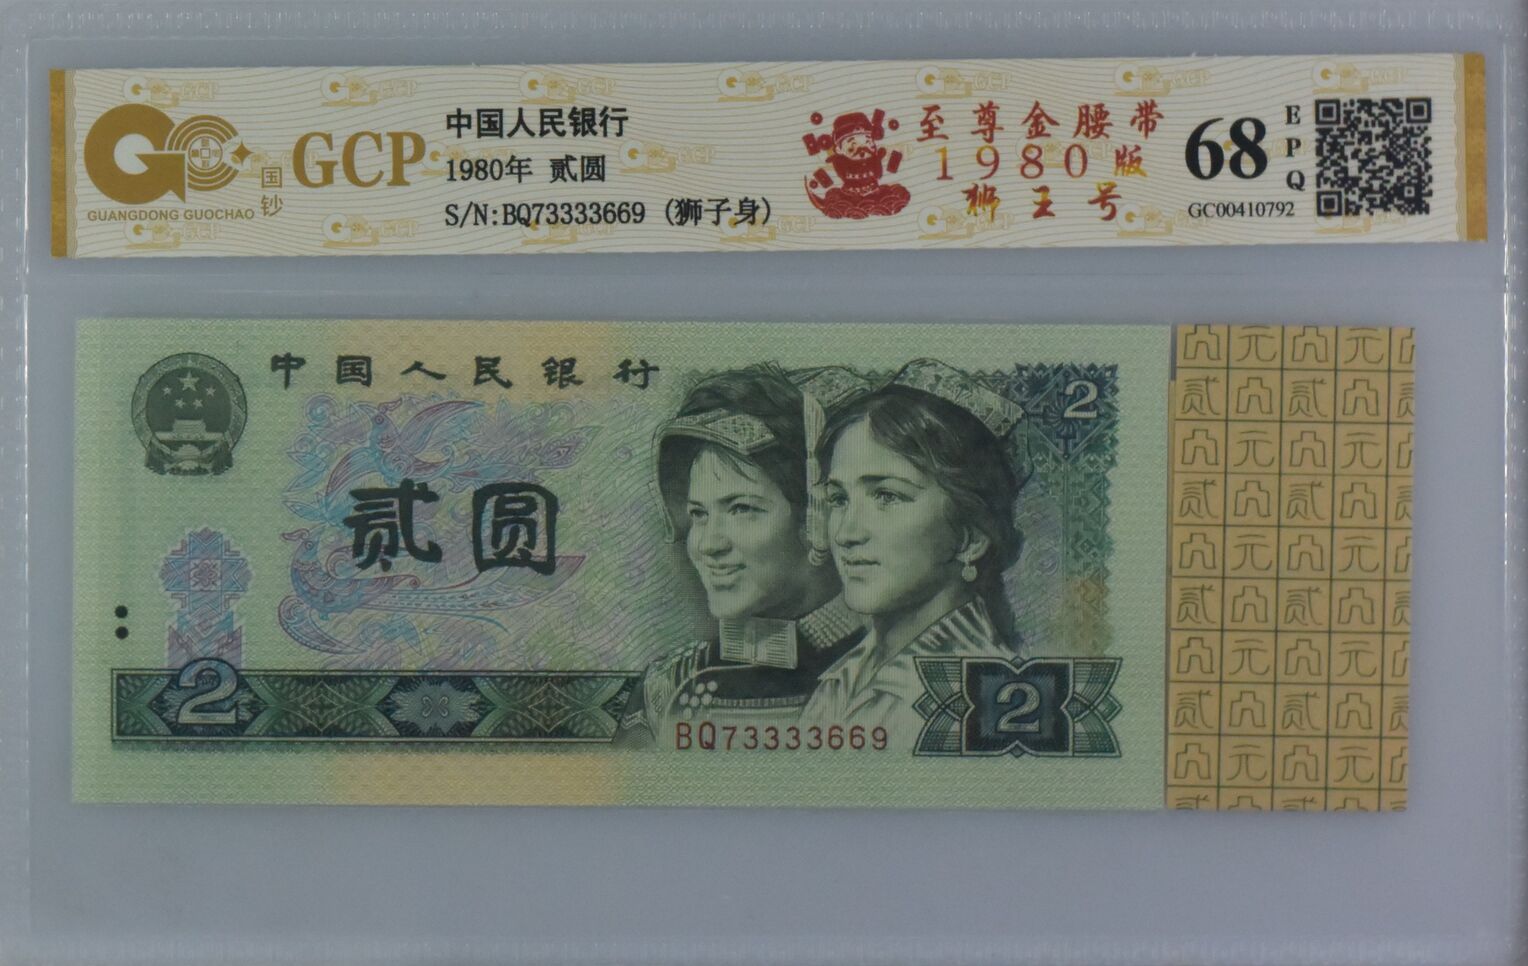 GCP
国
钞
GUANGDONG GUOCHAO
中国人民银行
1980年 贰圆
S/N:BQ73333669 (狮子身)
至尊金腰带
1980版
狮王号
68
EPQ
GC00410792
中国人民银行
2
贰圆
2
BQ73333669
2